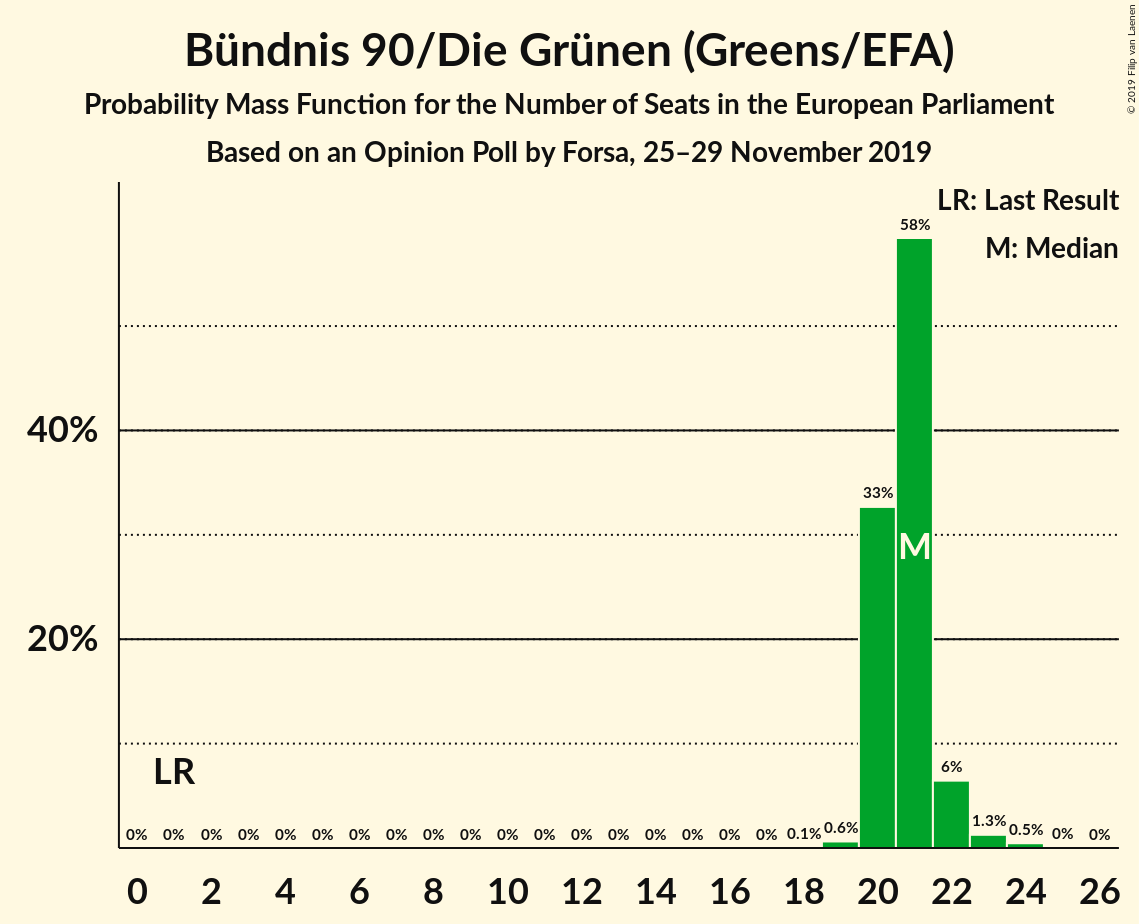 Bündnis 90/Die Grünen (Greens/EFA)
Probability Mass Function for the Number of Seats in the European Parliament
Based on an Opinion Poll by Forsa, 25–29 November 2019
© 2019 Filip van Laenen
LR: Last Result
M: Median
58%
40%
33%
M
20%
LR
6%
0% 0% 0% 0% 0% 0% 0% 0% 0% 0% 0% 0% 0% 0% 0% 0% 0% 0% 0.1% 0.6% 1.3% 0.5% 0% 0%
0 2 4 6 8 10 12 14 16 18 20 22 24 26